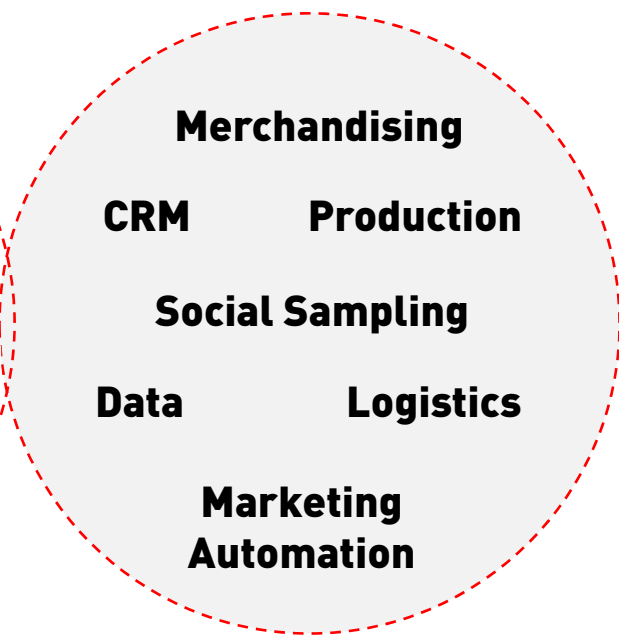 Merchandising
CRM Production
Social Sampling
Data Logistics
Marketing
Automation